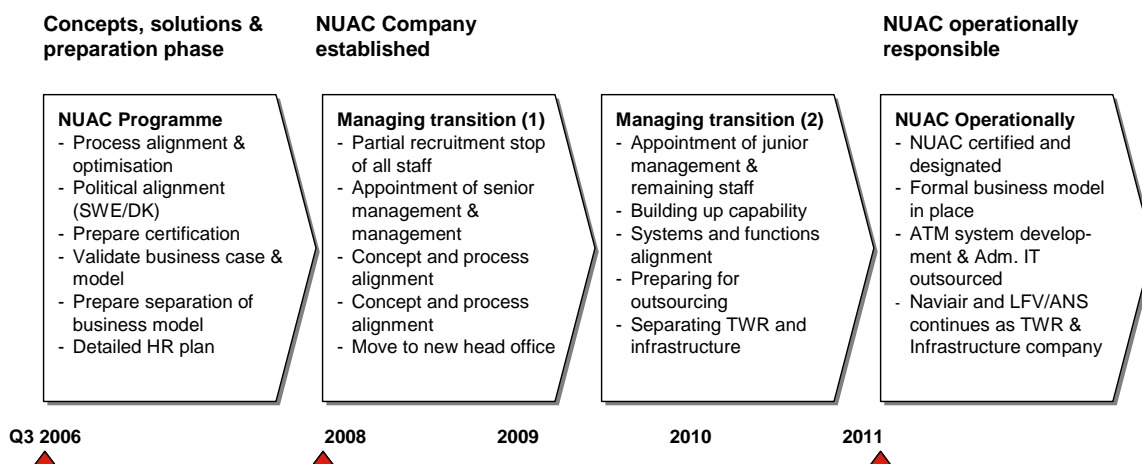 Concepts, solutions &
preparation phase
NUAC Company
established
NUAC operationally
responsible
NUAC Programme
- Process alignment &
optimisation
- Political alignment
(SWE/DK)
- Prepare certification
- Validate business case &
model
- Prepare separation of
business model
- Detailed HR plan
Managing transition (1)
- Partial recruitment stop
of all staff
- Appointment of senior
management &
management
- Concept and process
alignment
- Concept and process
alignment
- Move to new head office
Managing transition (2)
- Appointment of junior
management &
remaining staff
- Building up capability
- Systems and functions
alignment
- Preparing for
outsourcing
- Separating TWR and
infrastructure
NUAC Operationally
- NUAC certified and
designated
- Formal business model
in place
- ATM system develop-
ment & Adm. IT
outsourced
- Naviair and LFV/ANS
continues as TWR &
Infrastructure company
Q3 2006
2008
2009
2010
2011